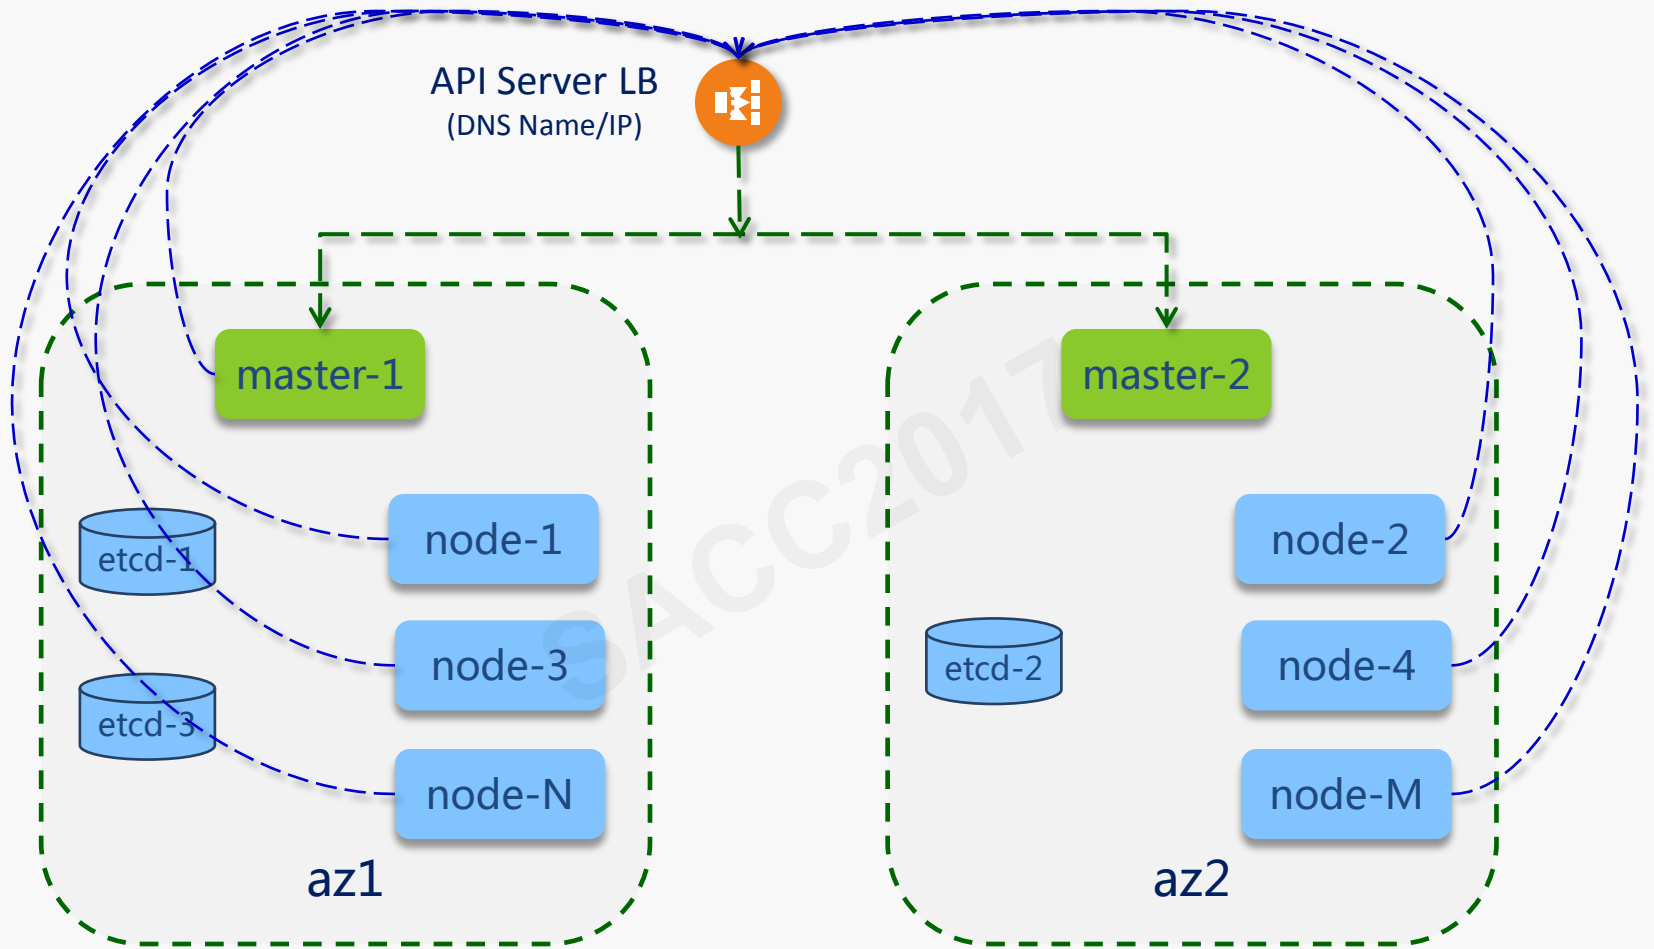 API Server LB
(DNS Name/IP)
master-1
master-2
node-1
node-2
etcd-1
node-3
etcd-2
node-4
etcd-3
node-N
node-M
az1
az2
SACC2017